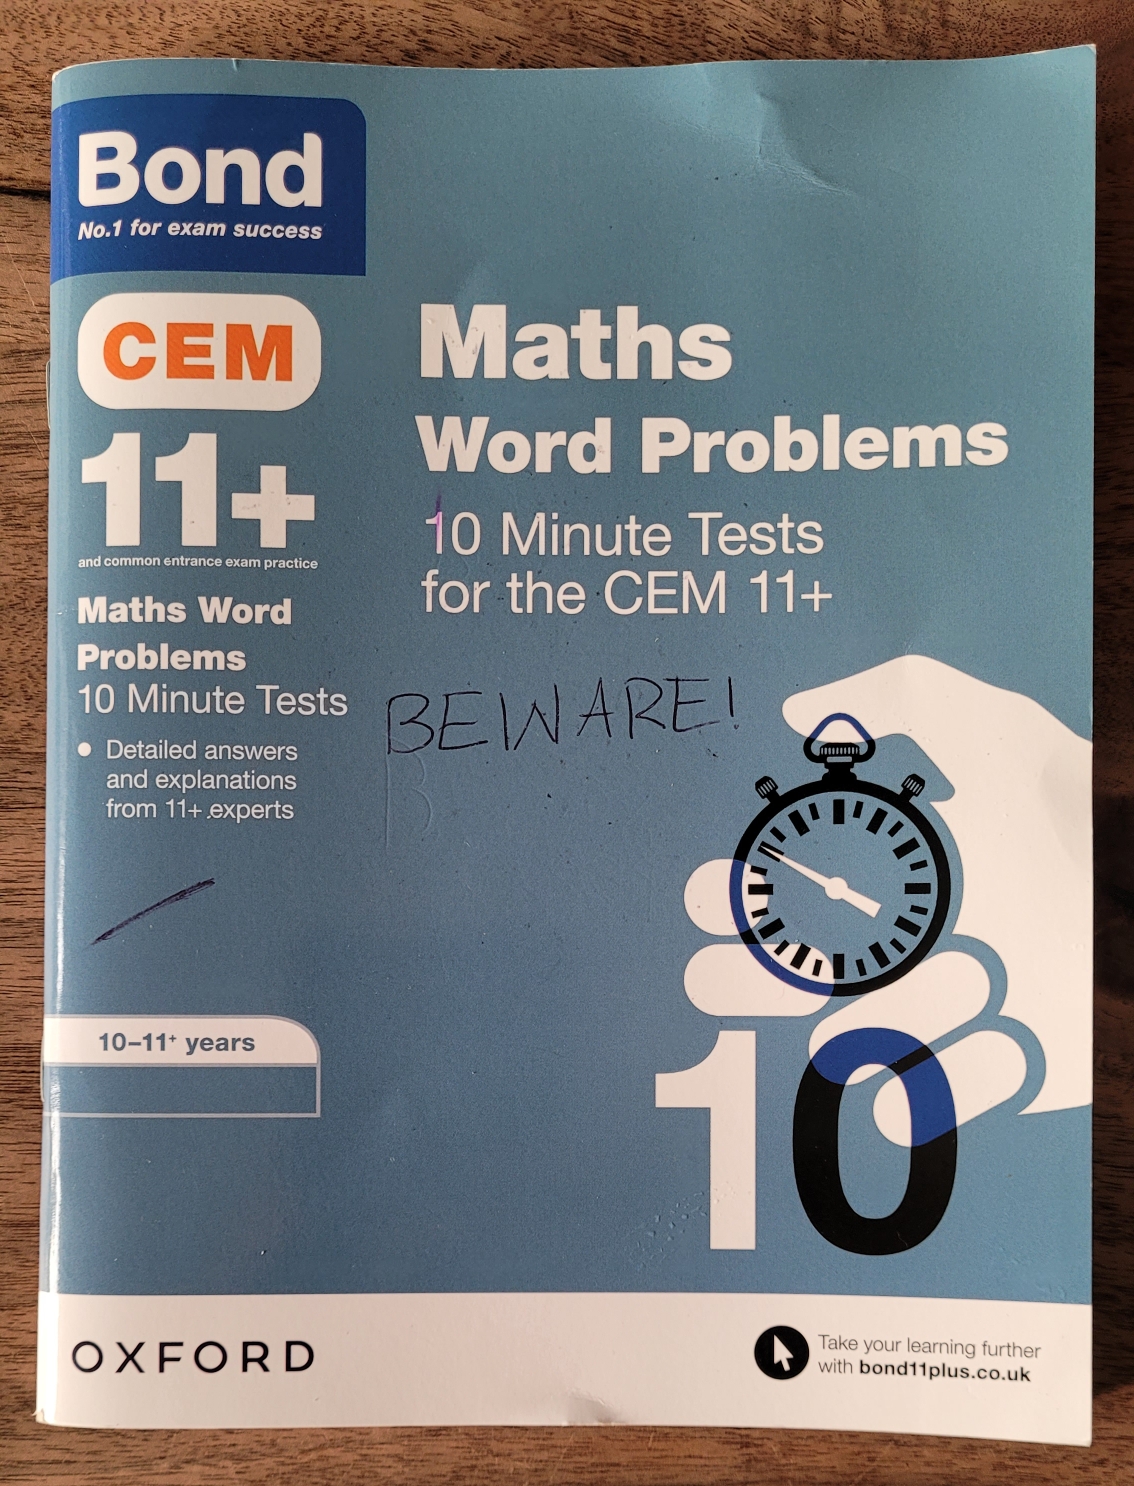 Bond
No.1 for exam success
CEM
11+
and common entrance exam practice
Maths Word
Problems
10 Minute Tests
• Detailed answers
and explanations
from 11+ experts
10–11⁺ years
Maths
Word Problems
10 Minute Tests
for the CEM 11+
BEWARE!
10
OXFORD
Take your learning further
with bond11plus.co.uk